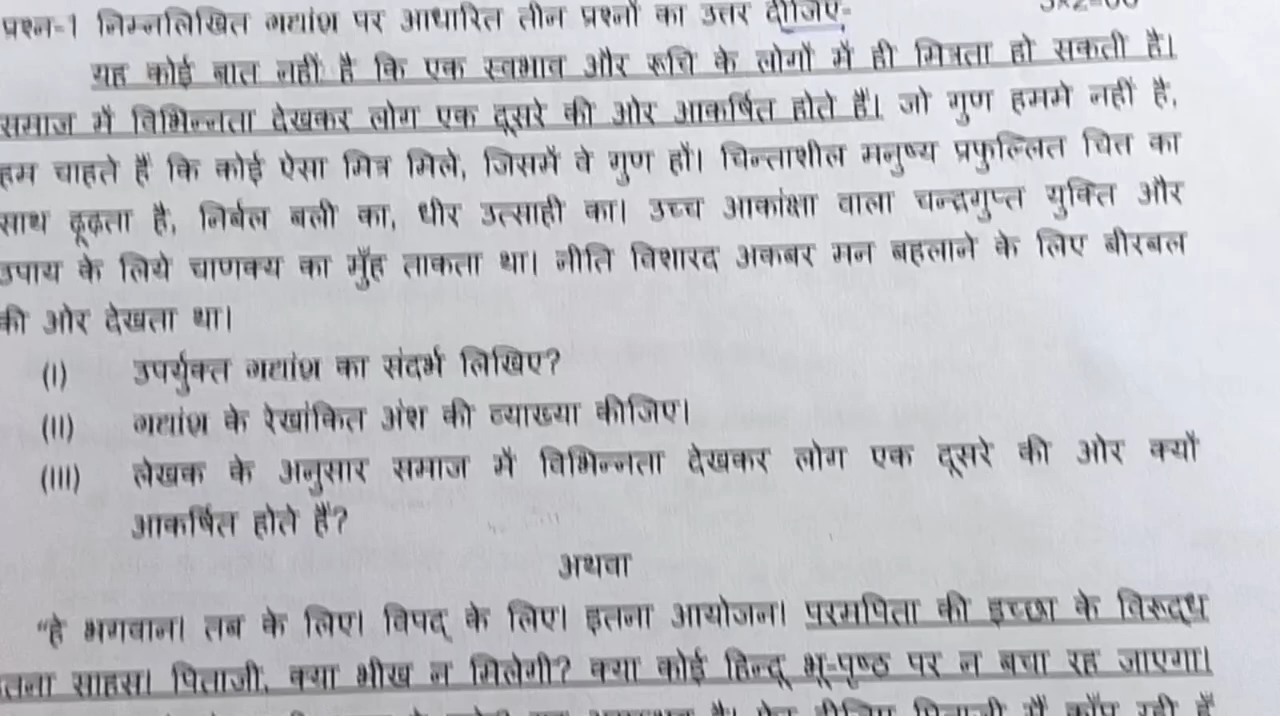 प्रश्न-1 निम्नलिखित गद्यांश पर आधारित तीन प्रश्नों का उत्तर दीजिए-
यह कोई बात नहीं है कि एक स्वभाव और रूचि के लोगों में ही मित्रता हो सकती है।
समाज में विभिन्नता देखकर लोग एक दूसरे की ओर आकर्षित होते हैं। जो गुण हममे नहीं है,
हम चाहते हैं कि कोई ऐसा मित्र मिले, जिसमें वे गुण हों। चिन्ताशील मनुष्य प्रफुल्लित चित्त का
साथ ढूढ़ता है, निर्बल बली का, धीर उत्साही का। उच्च आकांक्षा वाला चन्द्रगुप्त युक्ति और
उपाय के लिये चाणक्य का मुँह ताकता था। नीति विशारद अकबर मन बहलाने के लिए बीरबल
की ओर देखता था।
(I) उपर्युक्त गद्यांश का संदर्भ लिखिए?
(II) गद्यांश के रेखांकित अंश की व्याख्या कीजिए।
(III) लेखक के अनुसार समाज में विभिन्नता देखकर लोग एक दूसरे की ओर क्यों
आकर्षित होते हैं?
अथवा
"हे भगवान। तब के लिए। विपद् के लिए। इतना आयोजन। परमपिता की इच्छा के विरूद्ध
साहस। पिताजी, क्या भीख न मिलेगी? क्या कोई हिन्दू भू-पृष्ठ पर न बचा रह जाएगा।